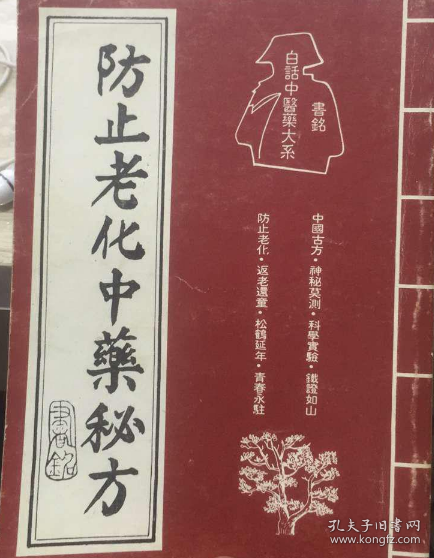 防止老化中藥秘方
書銘
白話中醫藥大系
書銘
中國古方·神秘莫測·科學實驗·鐵證如山
防止老化·返老還童·松鶴延年·青春永駐
孔夫子旧书网
www.kongfz.com